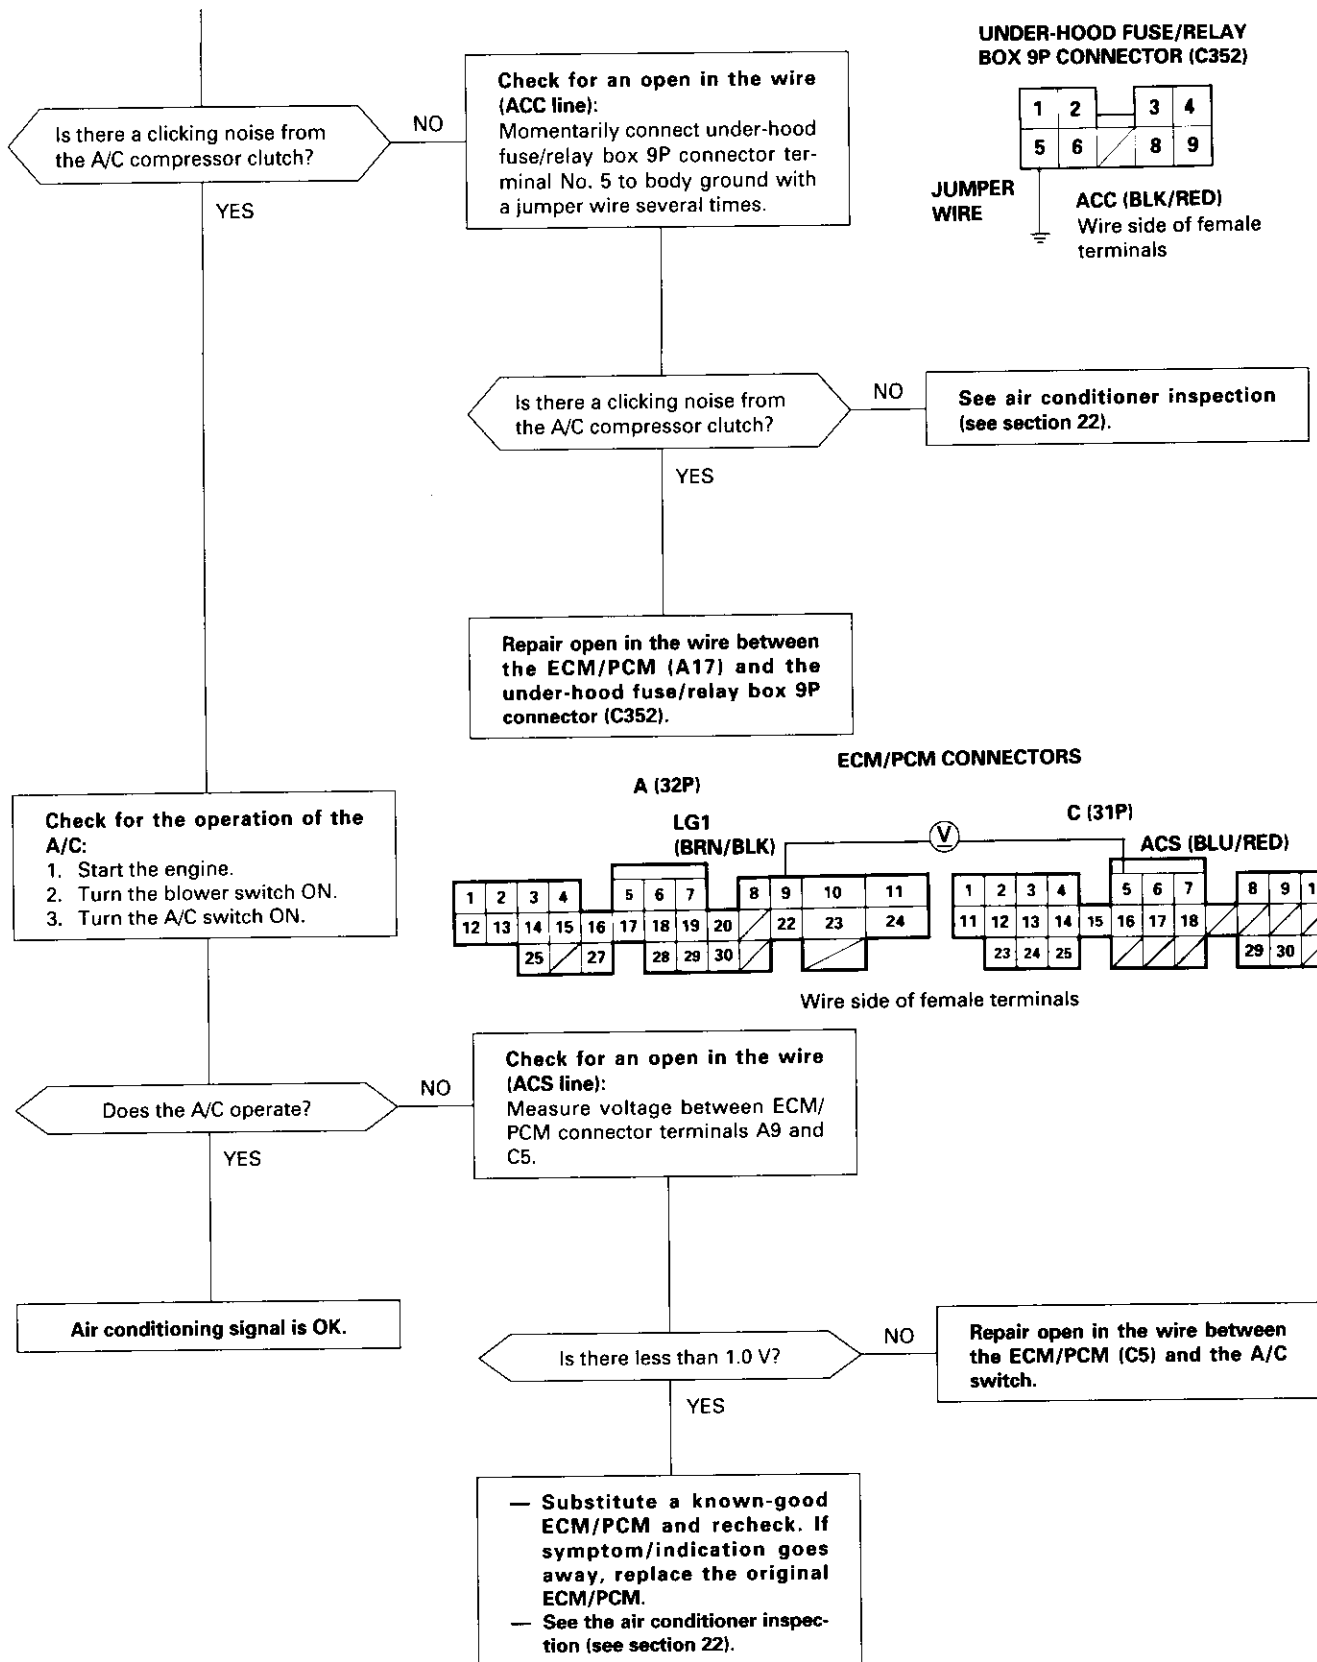 Is there a clicking noise from
the A/C compressor clutch?
NO
YES
Check for an open in the wire
(ACC line):
Momentarily connect under-hood
fuse/relay box 9P connector ter-
minal No. 5 to body ground with
a jumper wire several times.
UNDER-HOOD FUSE/RELAY
BOX 9P CONNECTOR (C352)
1 2 3 4
5 6 8 9
JUMPER
WIRE
ACC (BLK/RED)
Wire side of female
terminals
Is there a clicking noise from
the A/C compressor clutch?
NO
YES
See air conditioner inspection
(see section 22).
Repair open in the wire between
the ECM/PCM (A17) and the
under-hood fuse/relay box 9P
connector (C352).
ECM/PCM CONNECTORS
A (32P)
LG1
(BRN/BLK)
V
C (31P)
ACS (BLU/RED)
1 2 3 4 5 6 7 8 9 10 11
12 13 14 15 16 17 18 19 20 22 23 24
25 27 28 29 30
1 2 3 4 5 6 7 8 9
11 12 13 14 15 16 17 18
23 24 25 29 30
Wire side of female terminals
Check for the operation of the
A/C:
1. Start the engine.
2. Turn the blower switch ON.
3. Turn the A/C switch ON.
Does the A/C operate?
NO
YES
Check for an open in the wire
(ACS line):
Measure voltage between ECM/
PCM connector terminals A9 and
C5.
Air conditioning signal is OK.
Is there less than 1.0 V?
NO
YES
Repair open in the wire between
the ECM/PCM (C5) and the A/C
switch.
— Substitute a known-good
ECM/PCM and recheck. If
symptom/indication goes
away, replace the original
ECM/PCM.
— See the air conditioner inspec-
tion (see section 22).